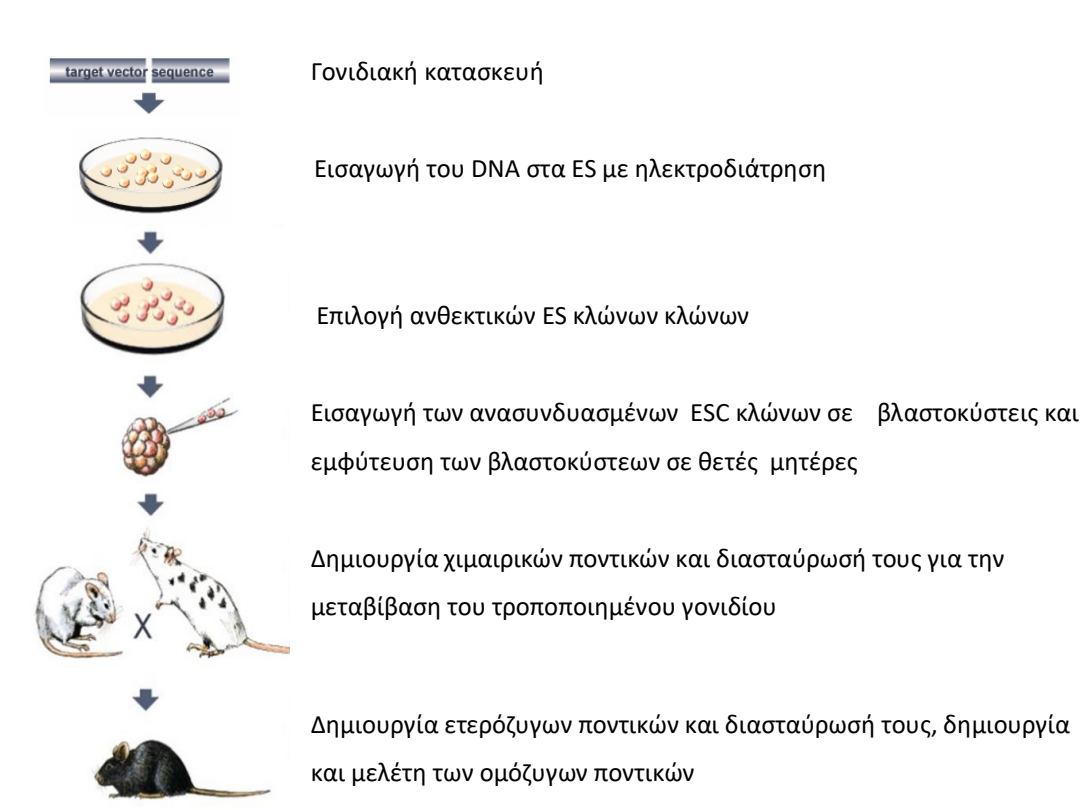 target vector sequence
Γονιδιακή κατασκευή
Εισαγωγή του DNA στα ES με ηλεκτροδιάτρηση
Επιλογή ανθεκτικών ES κλώνων κλώνων
Εισαγωγή των ανασυνδυασμένων ESC κλώνων σε βλαστοκύστεις και
εμφύτευση των βλαστοκύστεων σε θετές μητέρες
Δημιουργία χιμαιρικών ποντικών και διασταύρωσή τους για την
μεταβίβαση του τροποποιημένου γονιδίου
X
Δημιουργία ετερόζυγων ποντικών και διασταύρωσή τους, δημιουργία
και μελέτη των ομόζυγων ποντικών